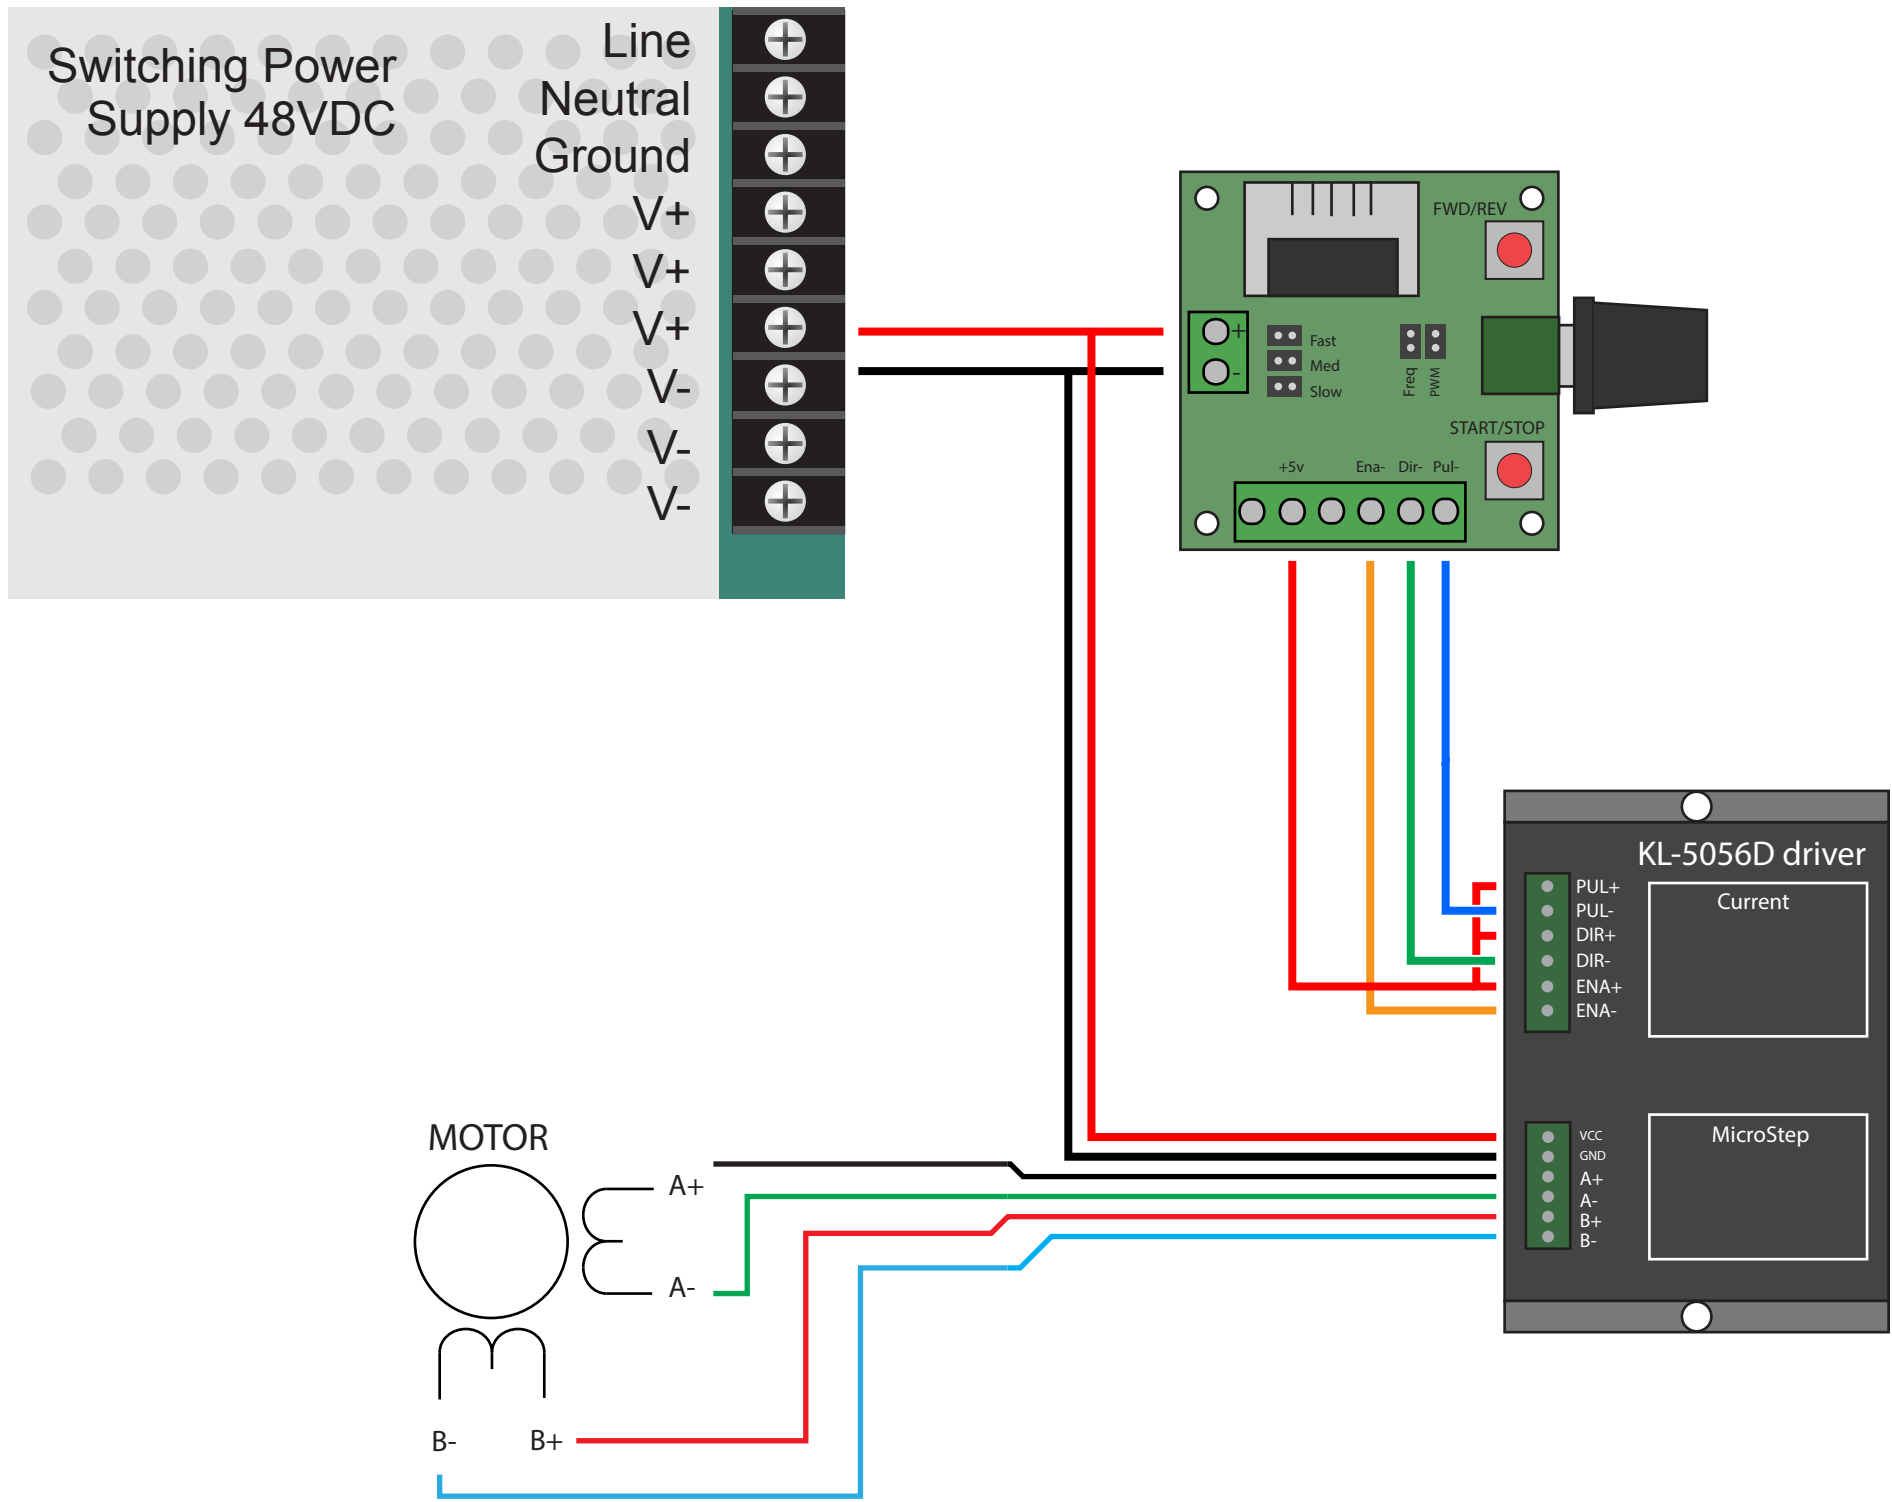 Switching Power
Supply 48VDC
Line
Neutral
Ground
V+
V+
V+
V-
V-
V-
FWD/REV
+
-
Fast
Med
Slow
Freq
PWM
START/STOP
+5v
Ena-
Dir-
Pul-
KL-5056D driver
PUL+
PUL-
DIR+
DIR-
ENA+
ENA-
Current
VCC
GND
A+
A-
B+
B-
MicroStep
MOTOR
A+
A-
B-
B+